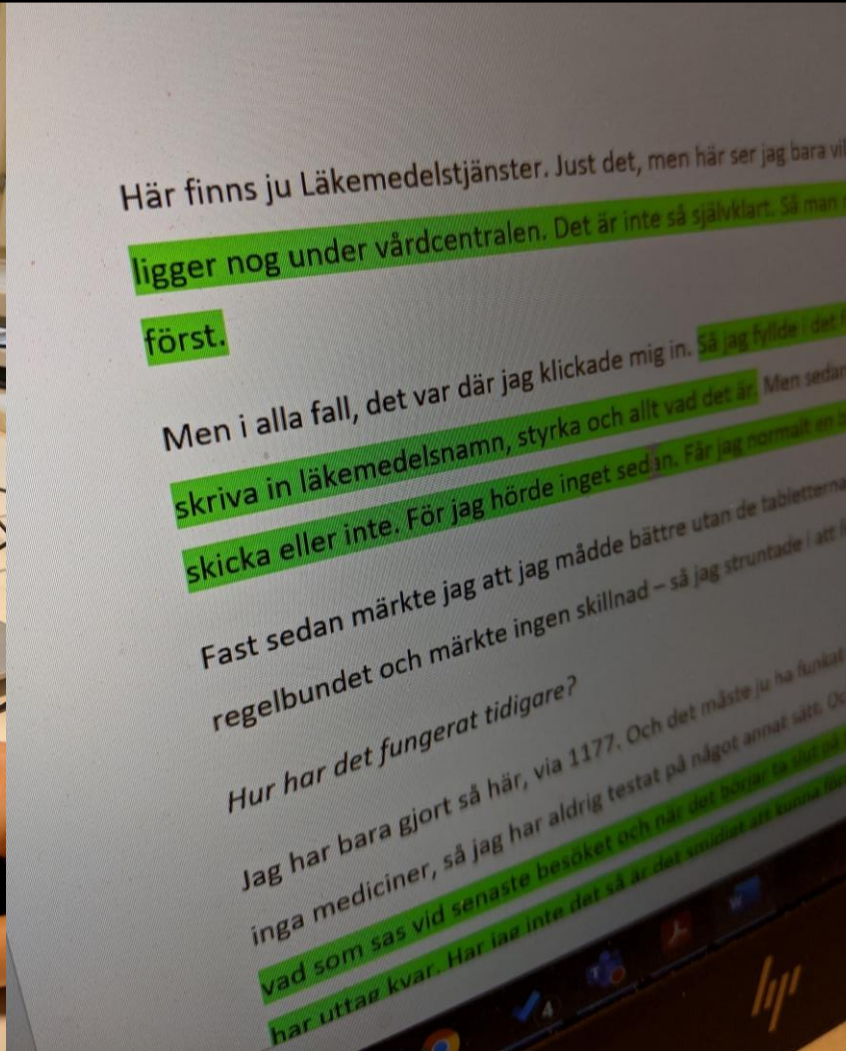 Här finns ju Läkemedelstjänster. Just det, men här ser jag bara
ligger nog under vårdcentralen. Det är inte så självklart. Så man
först.
Men i alla fall, det var där jag klickade mig in. Så jag fyllde i det
skriva in läkemedelsnamn, styrka och allt vad det är. Men sedan
skicka eller inte. För jag hörde inget sedan. Får jag normalt en
Fast sedan märkte jag att jag mådde bättre utan de tabletterna
regelbundet och märkte ingen skillnad – så jag struntade i att
Hur har det fungerat tidigare?
Jag har bara gjort så här, via 1177. Och det måste ju ha funkat
inga mediciner, så jag har aldrig testat på något annat sätt.
vad som sas vid senaste besöket och när det börjar ta slut på
har uttag kvar. Har jag inte det så är det smidigt att kunna
4
hp